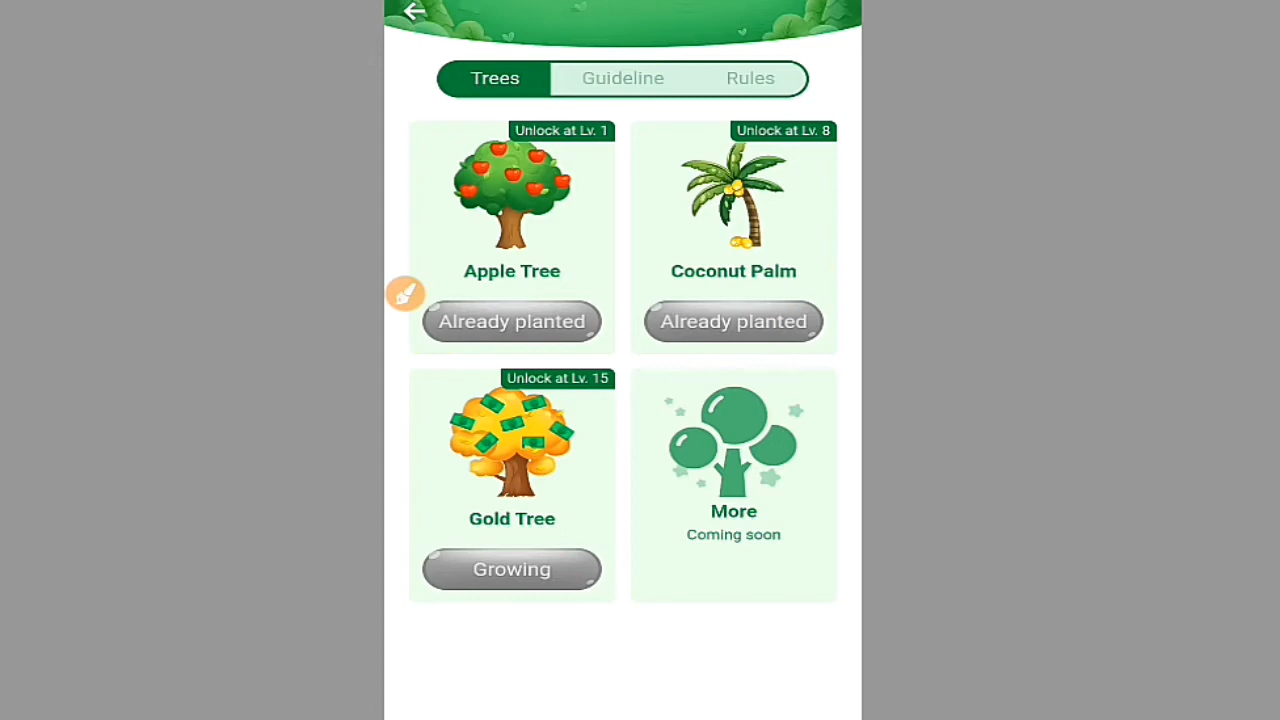 Trees
Guideline
Rules
Unlock at Lv. 1
Unlock at Lv. 8
Apple Tree
Coconut Palm
Already planted
Already planted
Unlock at Lv. 15
Gold Tree
More
Coming soon
Growing